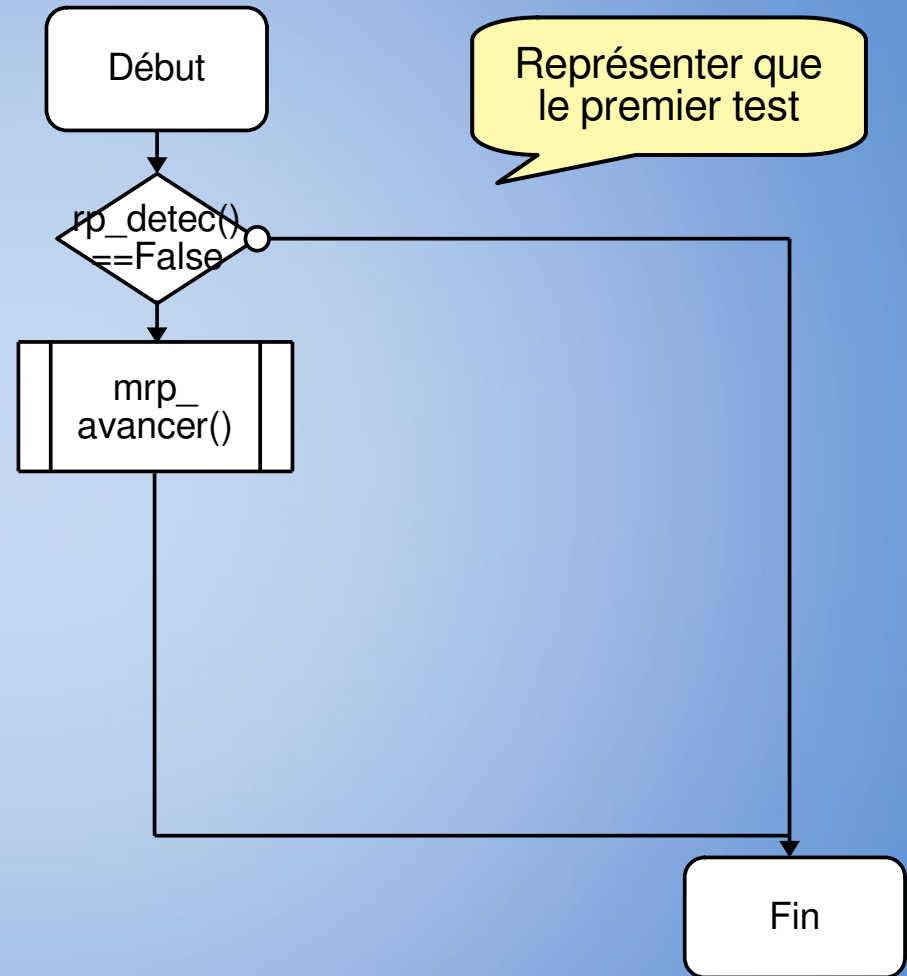 Début
Représenter que
le premier test
rp_detec()
==False
mrp_
avancer()
Fin